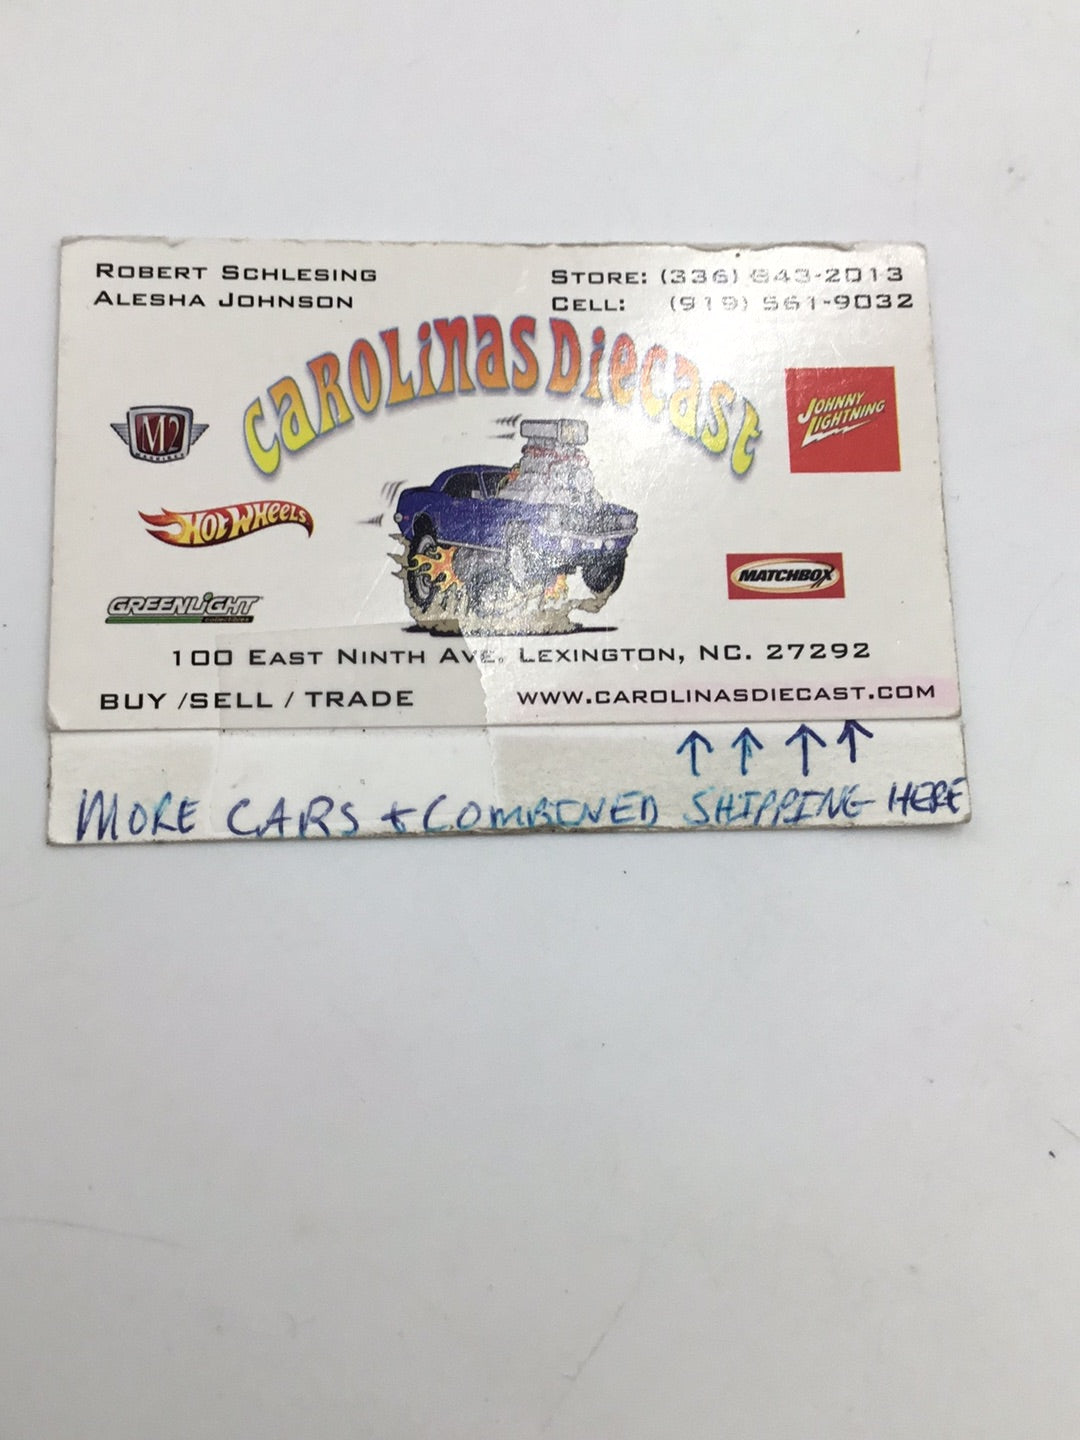 ROBERT SCHLESING
ALESHA JOHNSON
STORE: (336) 843-2013
CELL: (919) 561-9032
CAROLINAS DIECAST
M2
JOHNNY
LIGHTNING
HOT WHEELS
MATCHBOX
GREENLIGHT
collectibles
100 EAST NINTH AVE. LEXINGTON, NC. 27292
BUY /SELL / TRADE
WWW.CAROLINASDIECAST.COM
MORE CARS + COMBINED SHIPPING HERE